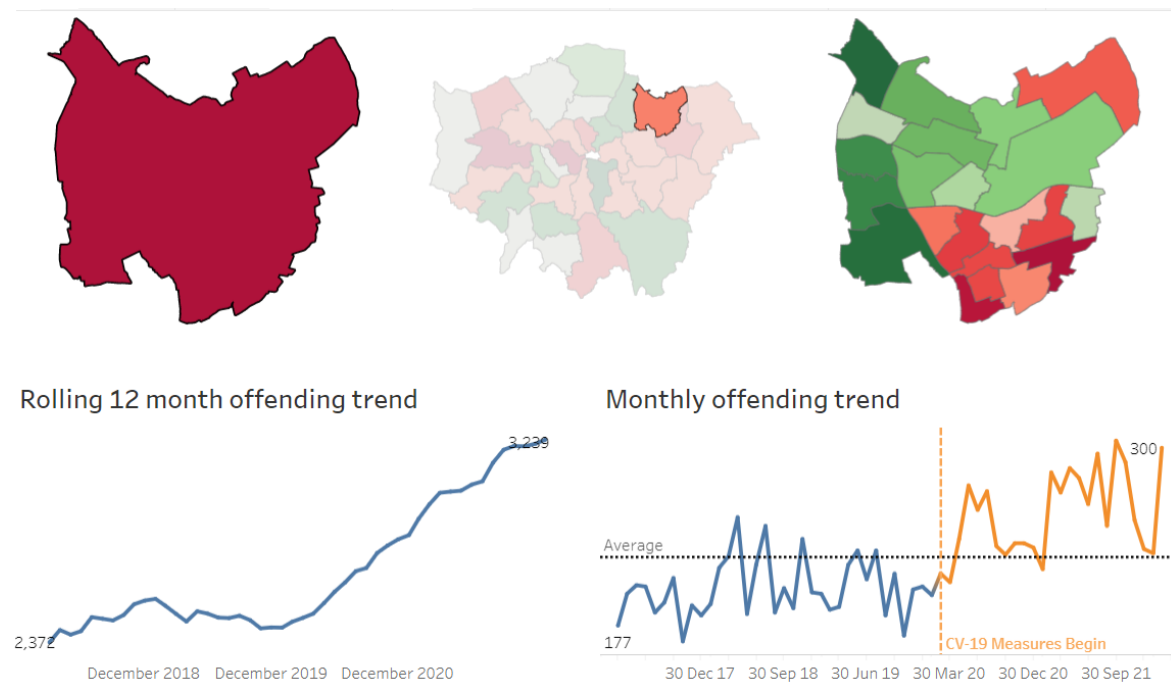 Rolling 12 month offending trend
3,239
2,372
December 2018 December 2019 December 2020
Monthly offending trend
300
Average
177
CV-19 Measures Begin
30 Dec 17 30 Sep 18 30 Jun 19 30 Mar 20 30 Dec 20 30 Sep 21